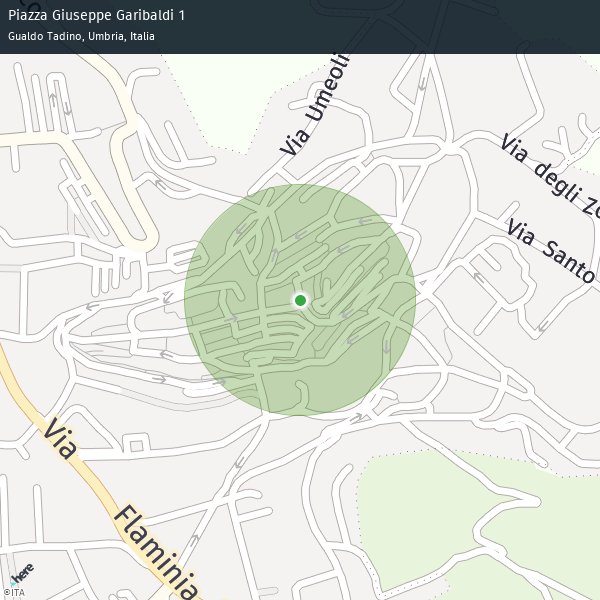 Piazza Giuseppe Garibaldi 1
Gualdo Tadino, Umbria, Italia
Via Umeoli
Via degli Zo
Via Santo
Via Flaminia
here
©ITA